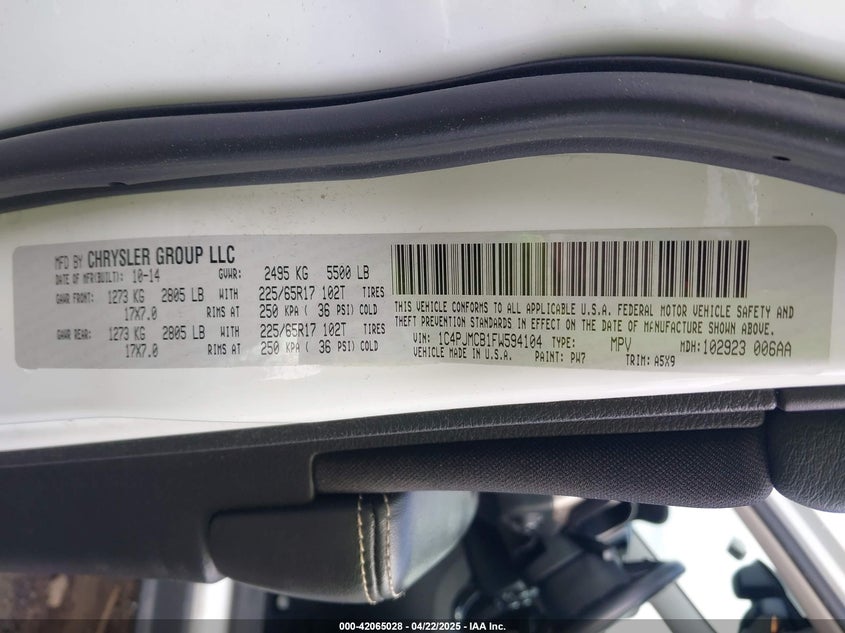 MFD BY CHRYSLER GROUP LLC
DATE OF MFR(BUILT): 10-14 GVWR: 2495 KG 5500 LB
GAWR FRONT: 1273 KG 2805 LB WITH 225/65R17 102T TIRES
17X7.0 RIMS AT 250 KPA ( 36 PSI) COLD
GAWR REAR: 1273 KG 2805 LB WITH 225/65R17 102T TIRES
17X7.0 RIMS AT 250 KPA ( 36 PSI) COLD
THIS VEHICLE CONFORMS TO ALL APPLICABLE U.S.A. FEDERAL MOTOR VEHICLE SAFETY AND
THEFT PREVENTION STANDARDS IN EFFECT ON THE DATE OF MANUFACTURE SHOWN ABOVE.
VIN: 1C4PJMCB1FW594104 TYPE: MPV MDH: 102923 006AA
VEHICLE MADE IN U.S.A. PAINT: PW7 TRIM: A5X9
000-42065028 - 04/22/2025 - IAA Inc.